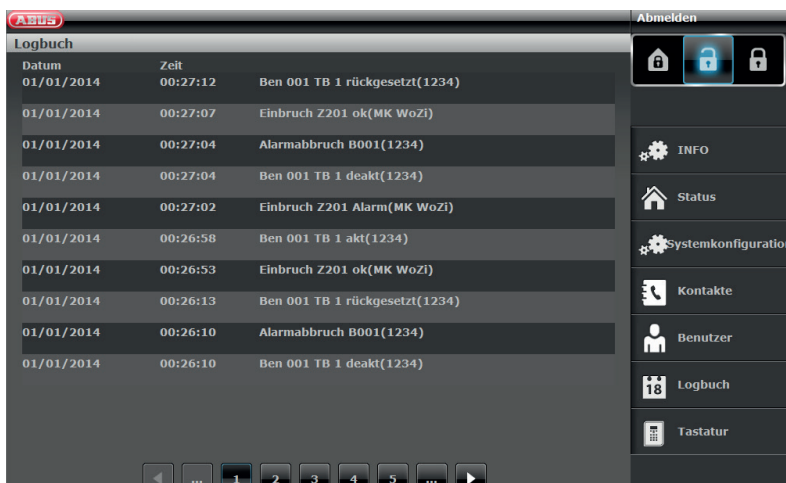 ABUS
Abmelden
Logbuch
Datum Zeit
01/01/2014 00:27:12 Ben 001 TB 1 rückgesetzt(1234)
01/01/2014 00:27:07 Einbruch Z201 ok(MK WoZi)
01/01/2014 00:27:04 Alarmabbruch B001(1234)
01/01/2014 00:27:04 Ben 001 TB 1 deakt(1234)
01/01/2014 00:27:02 Einbruch Z201 Alarm(MK WoZi)
01/01/2014 00:26:58 Ben 001 TB 1 akt(1234)
01/01/2014 00:26:53 Einbruch Z201 ok(MK WoZi)
01/01/2014 00:26:13 Ben 001 TB 1 rückgesetzt(1234)
01/01/2014 00:26:10 Alarmabbruch B001(1234)
01/01/2014 00:26:10 Ben 001 TB 1 deakt(1234)
... 1 2 3 4 5 ...
INFO
Status
Systemkonfiguratio
Kontakte
Benutzer
18 Logbuch
Tastatur